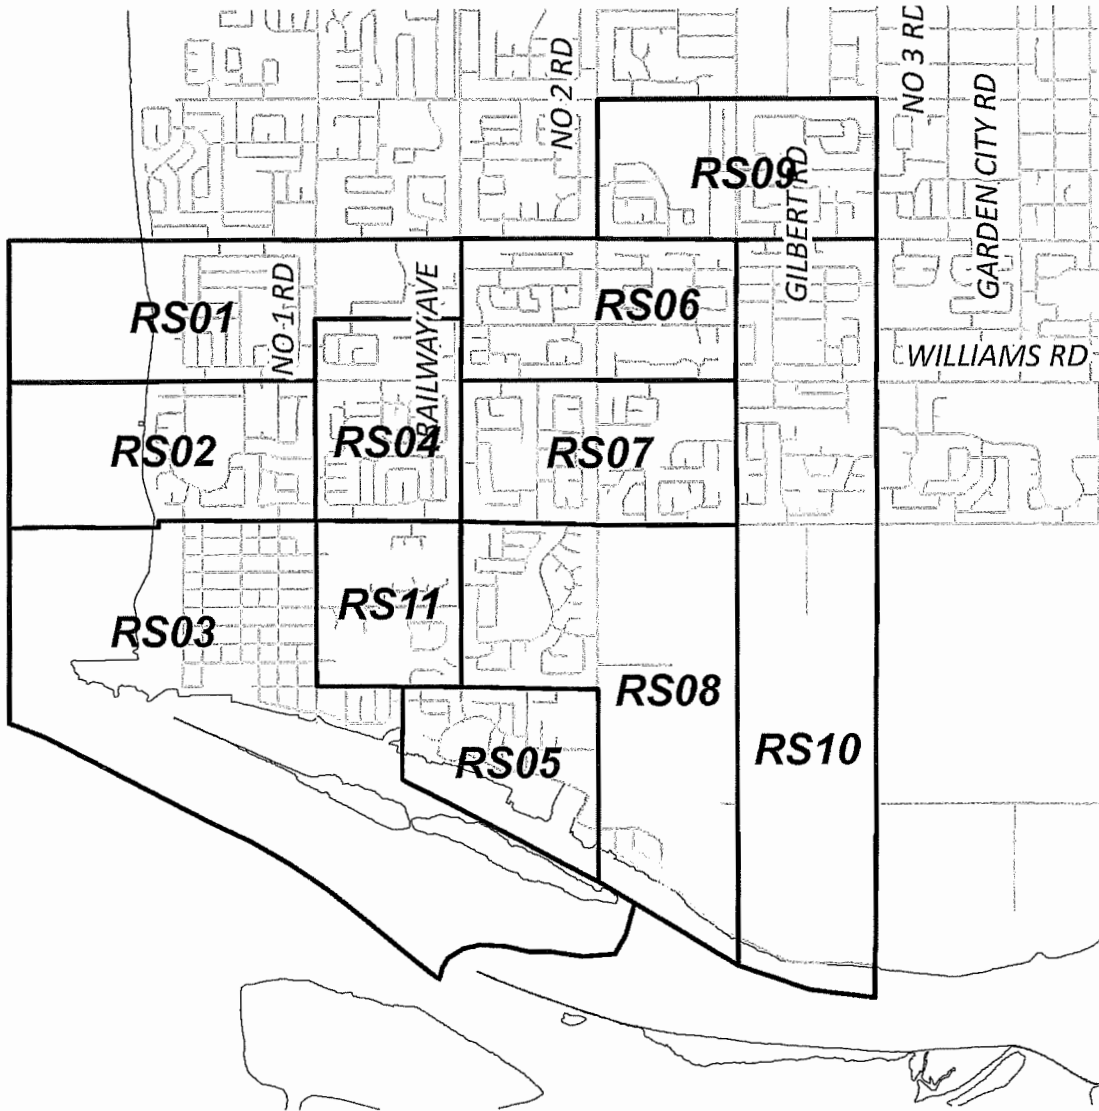 NO 2 RD
NO 3 RD
GARDEN CITY RD
RS09
GILBERT RD
RS01
NO 1 RD
RAILWAY AVE
RS06
WILLIAMS RD
RS02
RS04
RS07
RS03
RS11
RS08
RS05
RS10